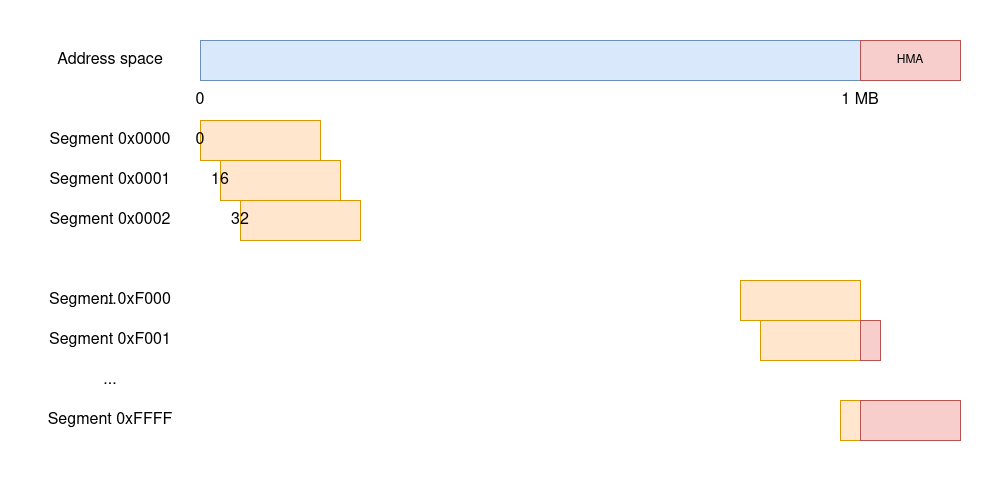 Address space
HMA
0
1 MB
Segment 0x0000
0
Segment 0x0001
16
Segment 0x0002
32
...
Segment 0xF000
Segment 0xF001
...
Segment 0xFFFF